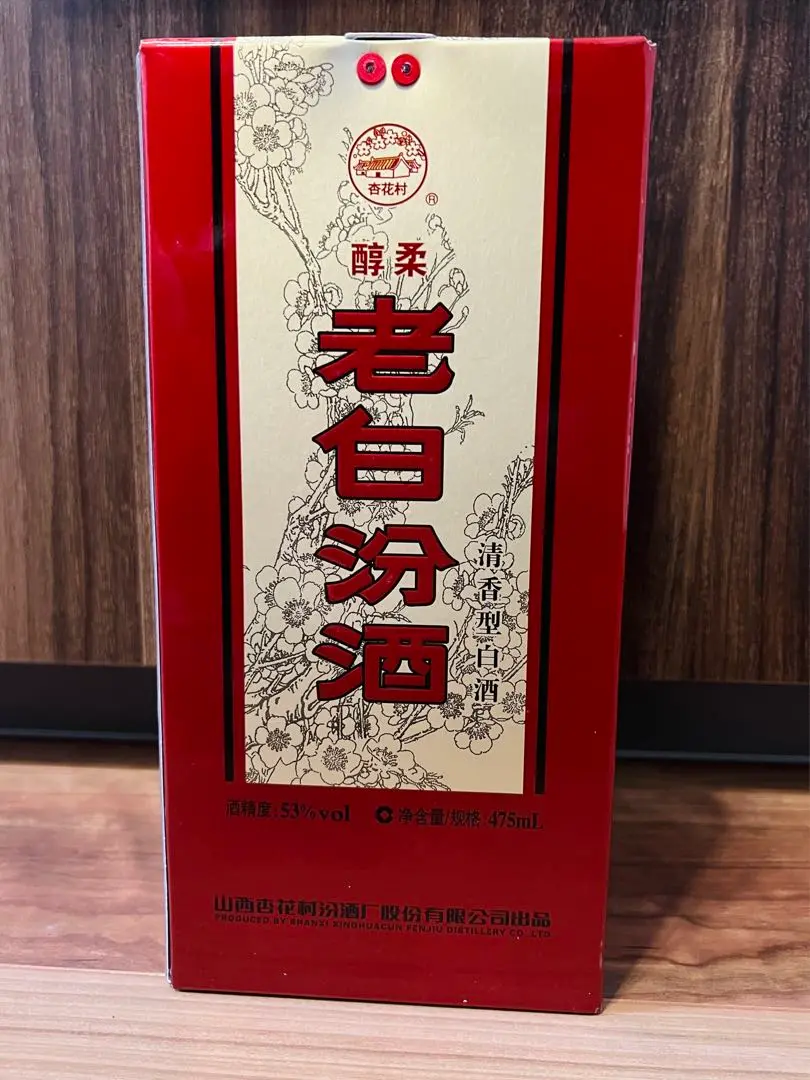 杏花村
®
醇柔
老白汾酒
清香型白酒
酒精度:53%vol 净含量/规格:475mL
山西杏花村汾酒厂股份有限公司出品
PRODUCED BY SHANXI XINGHUACUN FENJIU DISTILLERY CO.,LTD